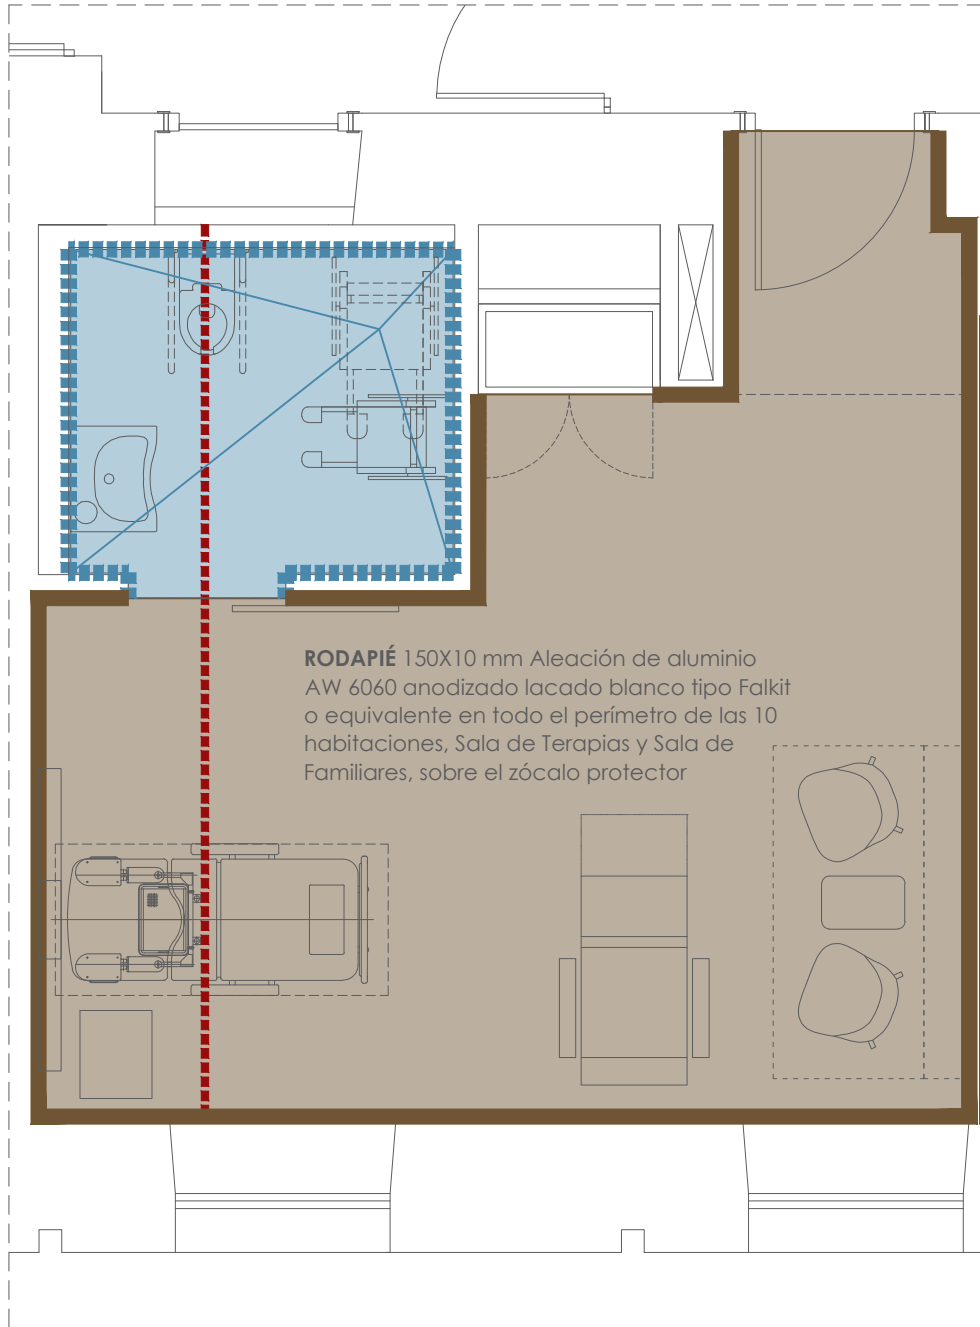 RODAPIÉ 150X10 mm Aleación de aluminio
AW 6060 anodizado lacado blanco tipo Falkit
o equivalente en todo el perímetro de las 10
habitaciones, Sala de Terapias y Sala de
Familiares, sobre el zócalo protector